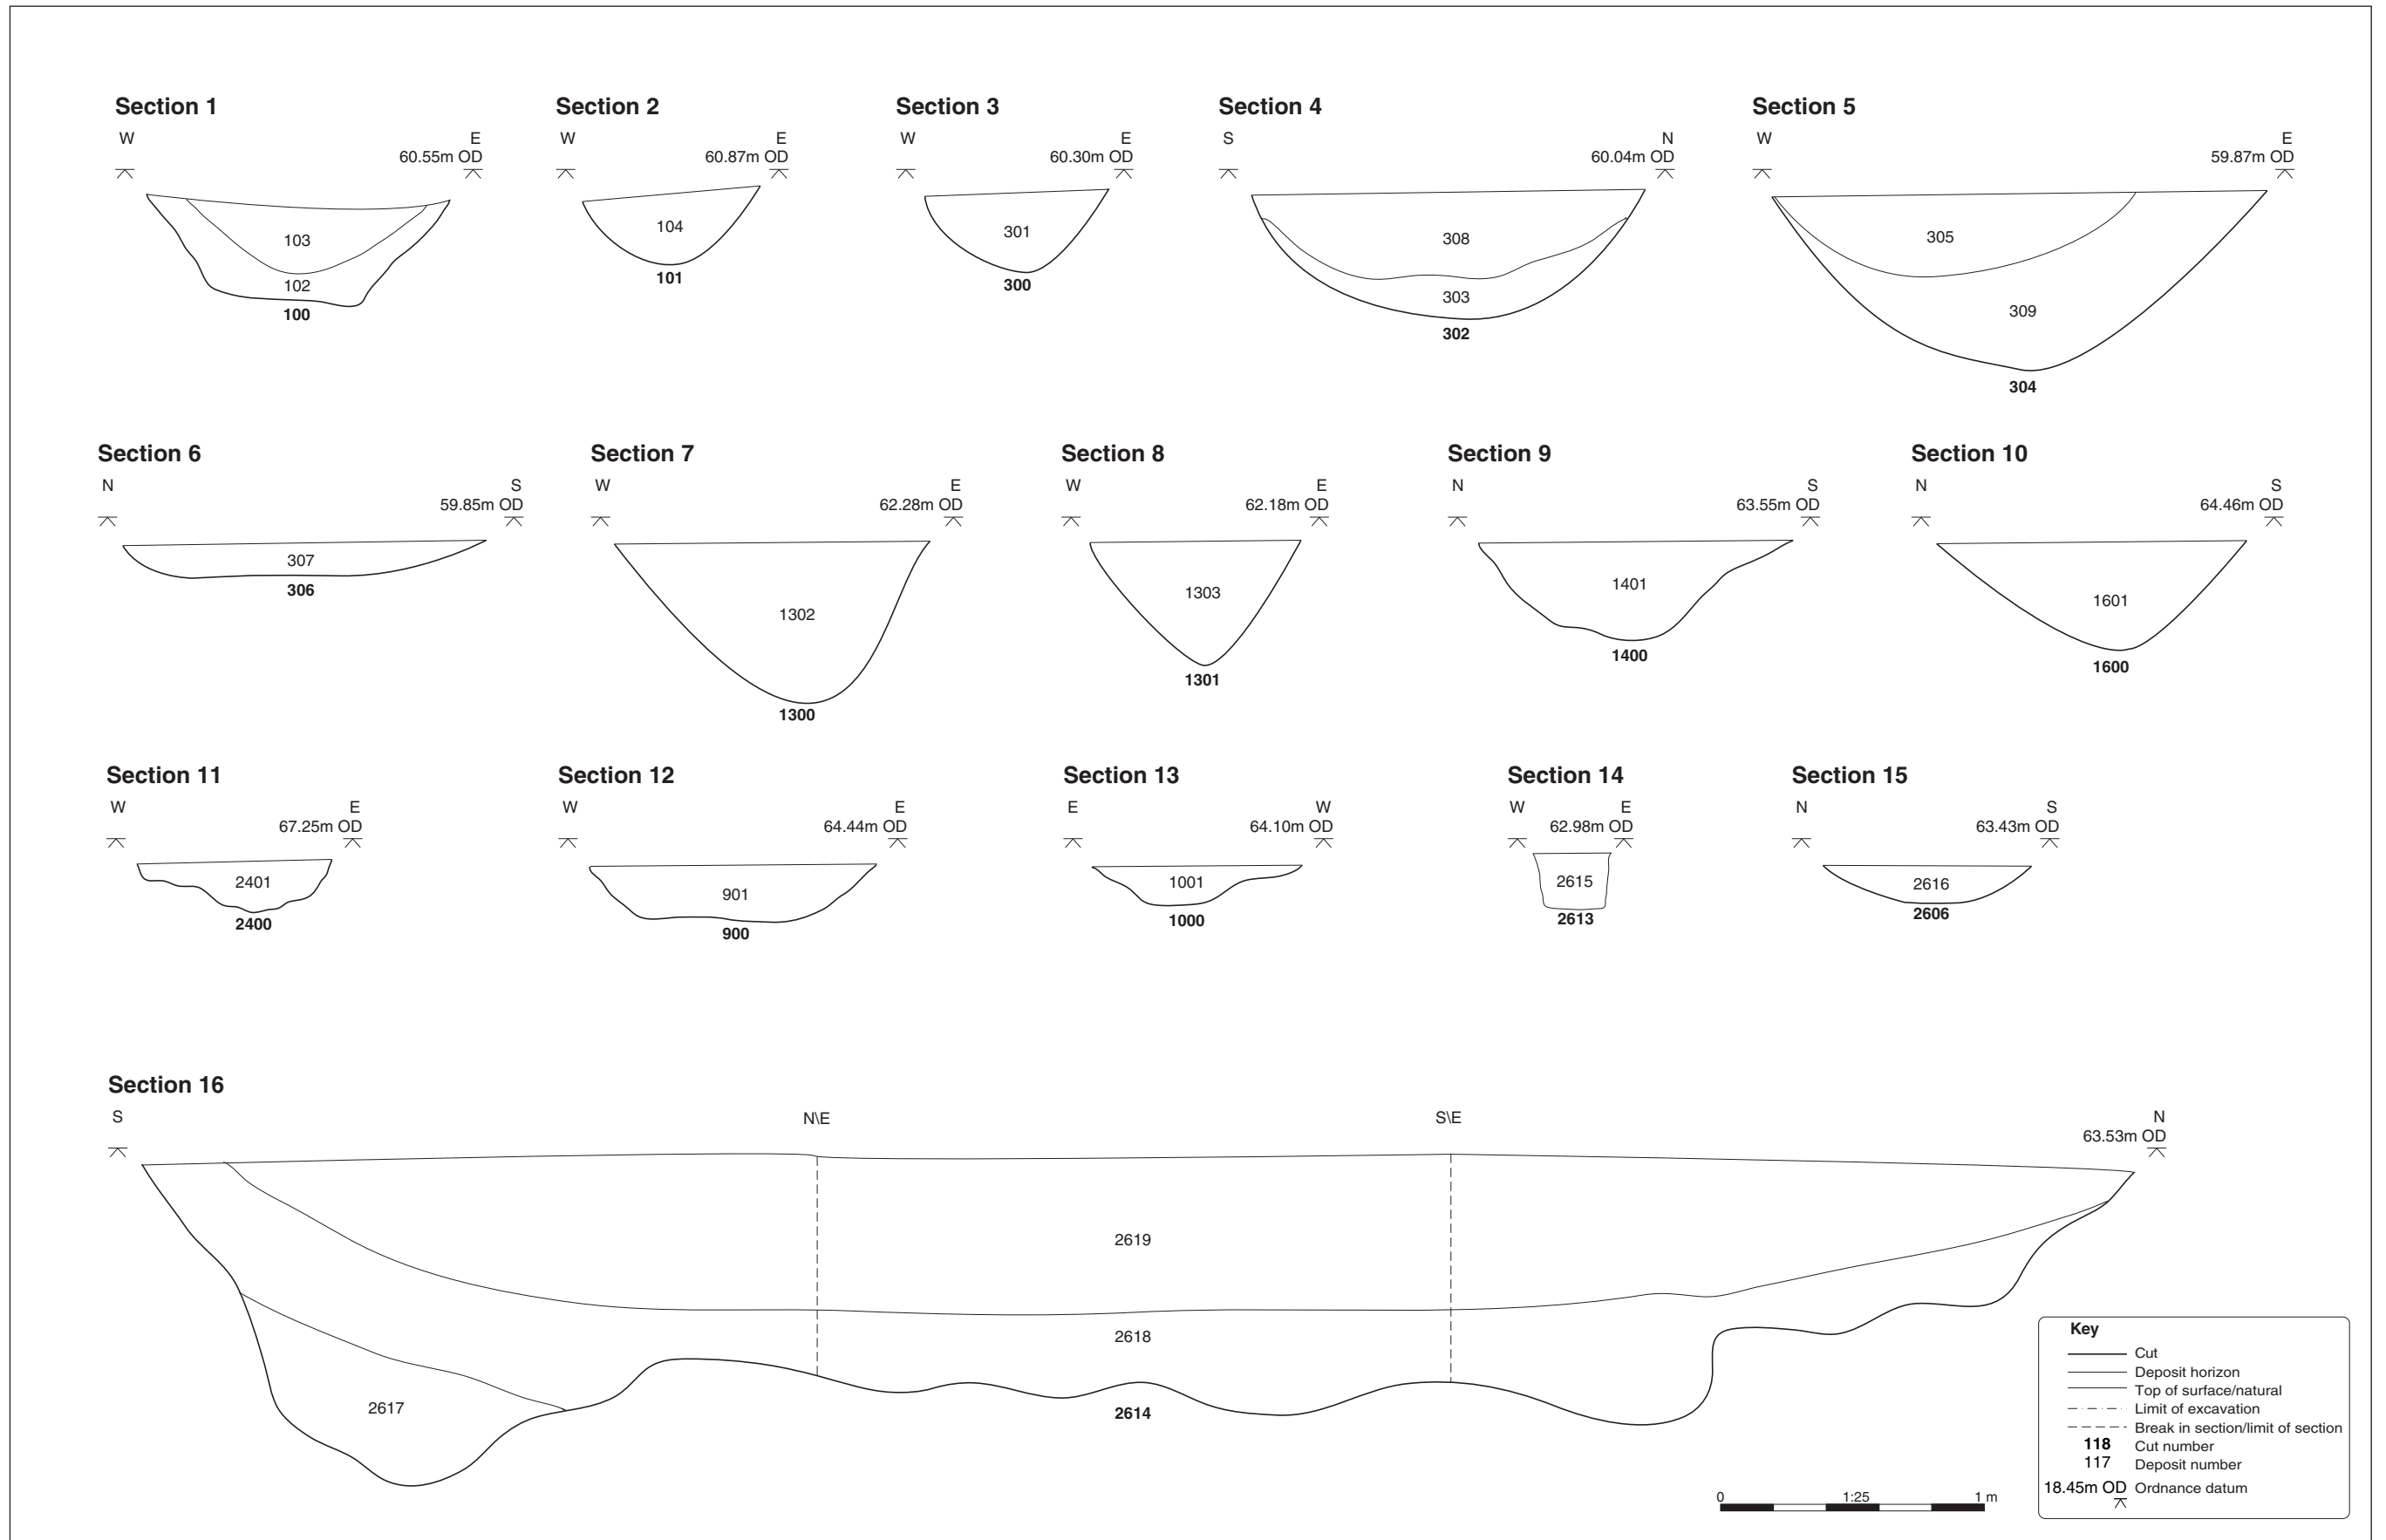 Section 1
W E
60.55m OD
103
102
100
Section 2
W E
60.87m OD
104
101
Section 3
W E
60.30m OD
301
300
Section 4
S N
60.04m OD
308
303
302
Section 5
W E
59.87m OD
305
309
304
Section 6
N S
59.85m OD
307
306
Section 7
W E
62.28m OD
1302
1300
Section 8
W E
62.18m OD
1303
1301
Section 9
N S
63.55m OD
1401
1400
Section 10
N S
64.46m OD
1601
1600
Section 11
W E
67.25m OD
2401
2400
Section 12
W E
64.44m OD
901
900
Section 13
E W
64.10m OD
1001
1000
Section 14
W E
62.98m OD
2615
2613
Section 15
N S
63.43m OD
2616
2606
Section 16
S N\E S\E N
63.53m OD
2619
2618
2617
2614
0 1:25 1 m
Key
Cut
Deposit horizon
Top of surface/natural
Limit of excavation
Break in section/limit of section
118 Cut number
117 Deposit number
18.45m OD Ordnance datum